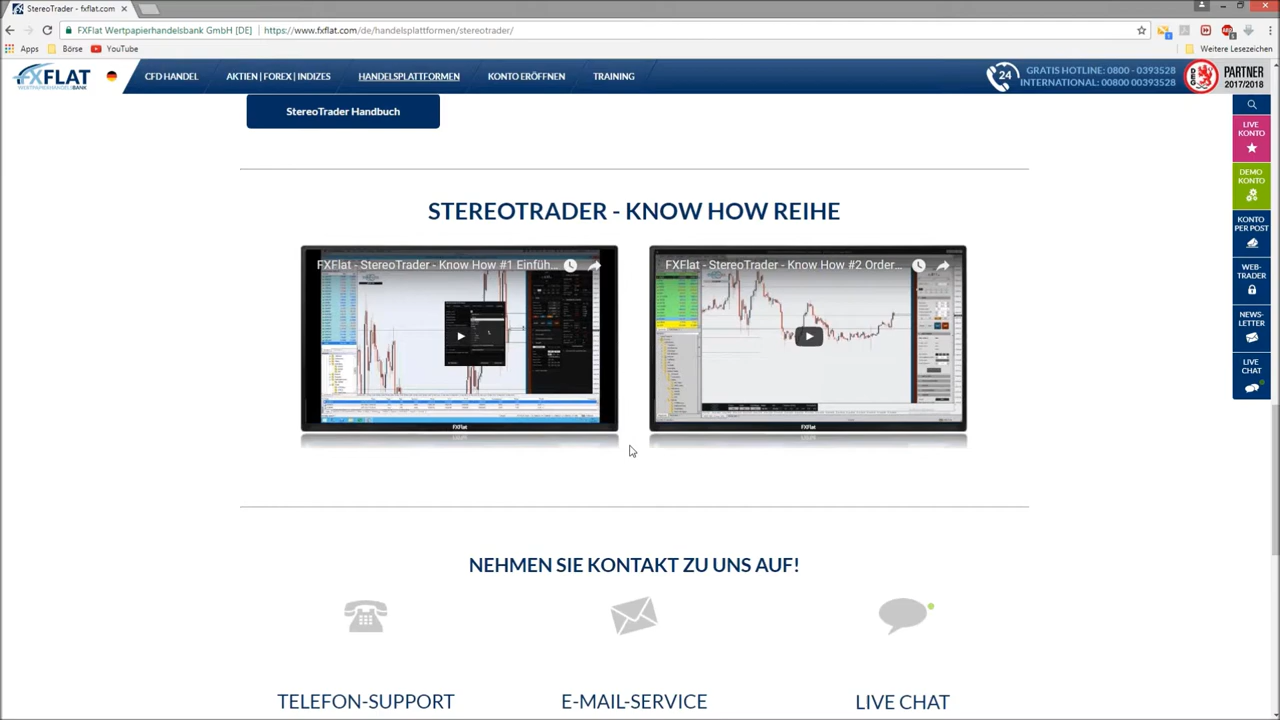 StereoTrader - fxflat.com
FXFlat Wertpapierhandelsbank GmbH [DE]
https://www.fxflat.com/de/handelsplattformen/stereotrader/
Apps
Börse
YouTube
Weitere Lesezeichen
FXFLAT
WERTPAPIERHANDELSBANK
CFD HANDEL
AKTIEN | FOREX | INDIZES
HANDELSPLATTFORMEN
KONTO ERÖFFNEN
TRAINING
24
GRATIS HOTLINE: 0800 - 0393528
INTERNATIONAL: 00800 00393528
PARTNER
2017/2018
LIVE
KONTO
DEMO
KONTO
KONTO
PER POST
WEB-
TRADER
NEWS-
LETTER
LIVE
CHAT
StereoTrader Handbuch
STEREOTRADER - KNOW HOW REIHE
FXFlat - StereoTrader - Know How #1 Einfüh...
FXFlat
FXFlat - StereoTrader - Know How #2 Order...
FXFlat
NEHMEN SIE KONTAKT ZU UNS AUF!
TELEFON-SUPPORT
E-MAIL-SERVICE
LIVE CHAT